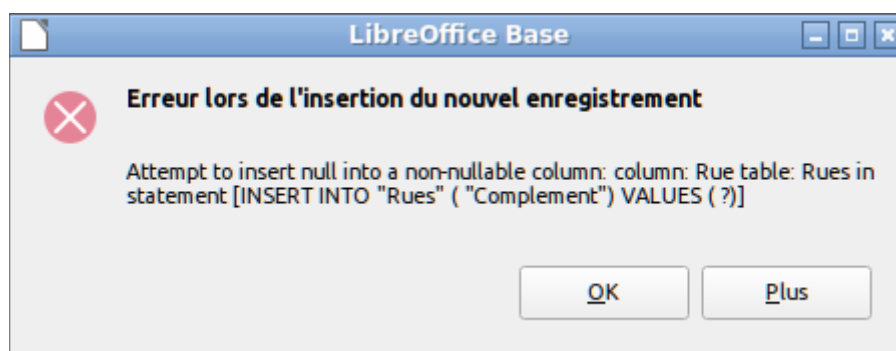 LibreOffice Base
Erreur lors de l'insertion du nouvel enregistrement
Attempt to insert null into a non-nullable column: column: Rue table: Rues in
statement [INSERT INTO "Rues" ( "Complement") VALUES ( ?)]
OK
Plus